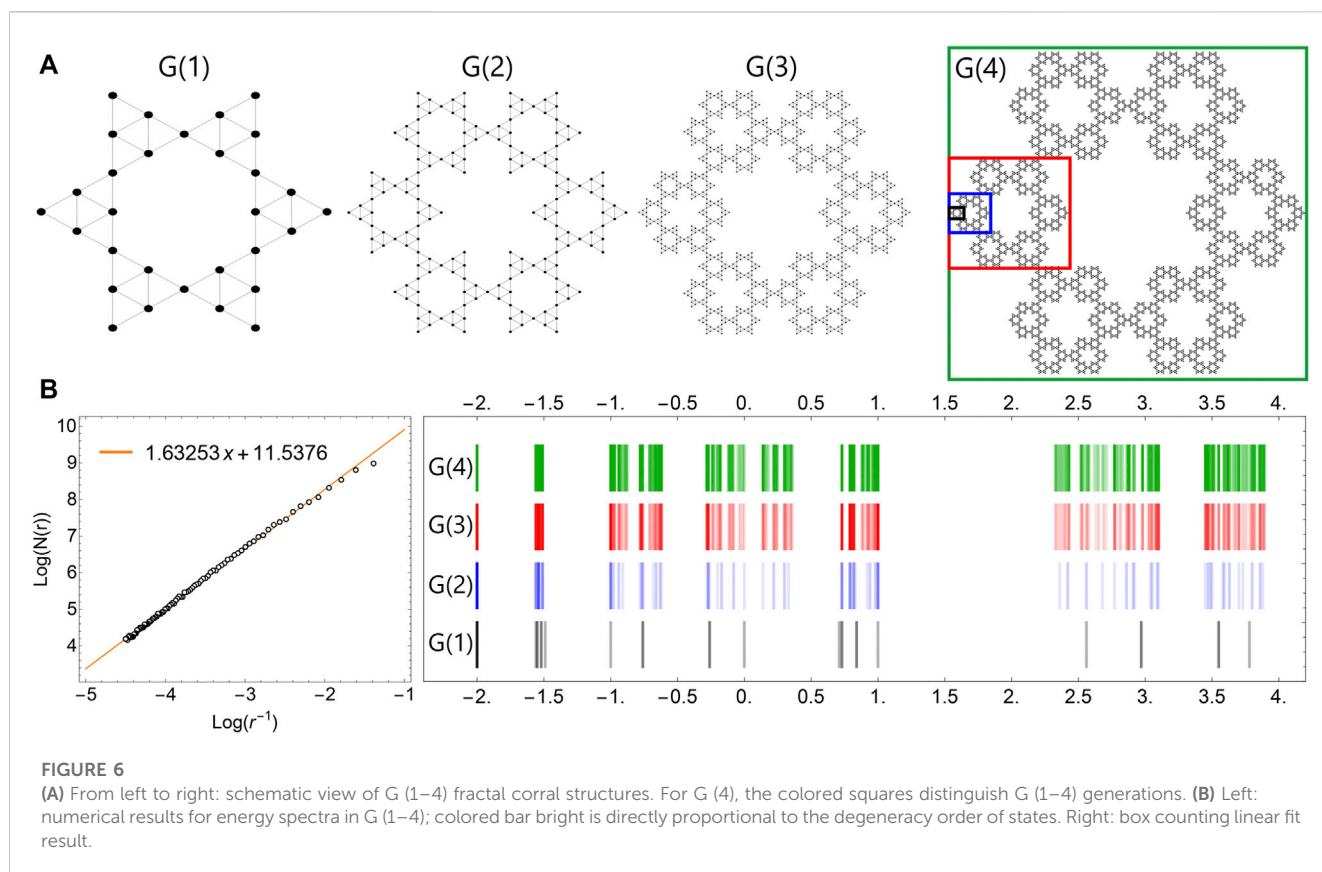 A
G(1)
G(2)
G(3)
G(4)
B
10
9
8
7
6
5
4
Log(N(r))
1.63253 x + 11.5376
-5
-4
-3
-2
-1
Log(r⁻¹)
-2. -1.5 -1. -0.5 0. 0.5 1. 1.5 2. 2.5 3. 3.5 4.
G(4)
G(3)
G(2)
G(1)
-2. -1.5 -1. -0.5 0. 0.5 1. 1.5 2. 2.5 3. 3.5 4.
FIGURE 6
(A) From left to right: schematic view of G (1–4) fractal corral structures. For G (4), the colored squares distinguish G (1–4) generations. (B) Left:
numerical results for energy spectra in G (1–4); colored bar bright is directly proportional to the degeneracy order of states. Right: box counting linear fit
result.